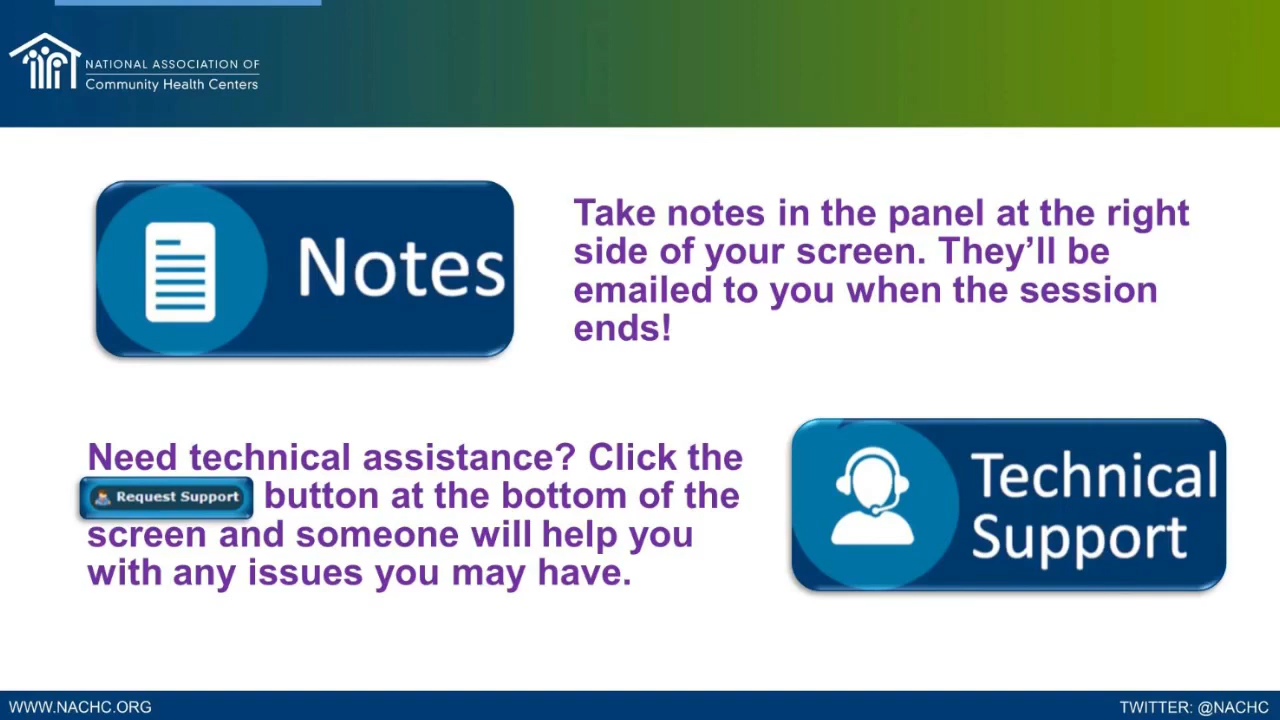 NATIONAL ASSOCIATION OF
Community Health Centers
Notes
Take notes in the panel at the right
side of your screen. They’ll be
emailed to you when the session
ends!
Need technical assistance? Click the
Request Support button at the bottom of the
screen and someone will help you
with any issues you may have.
Technical
Support
WWW.NACHC.ORG
TWITTER: @NACHC